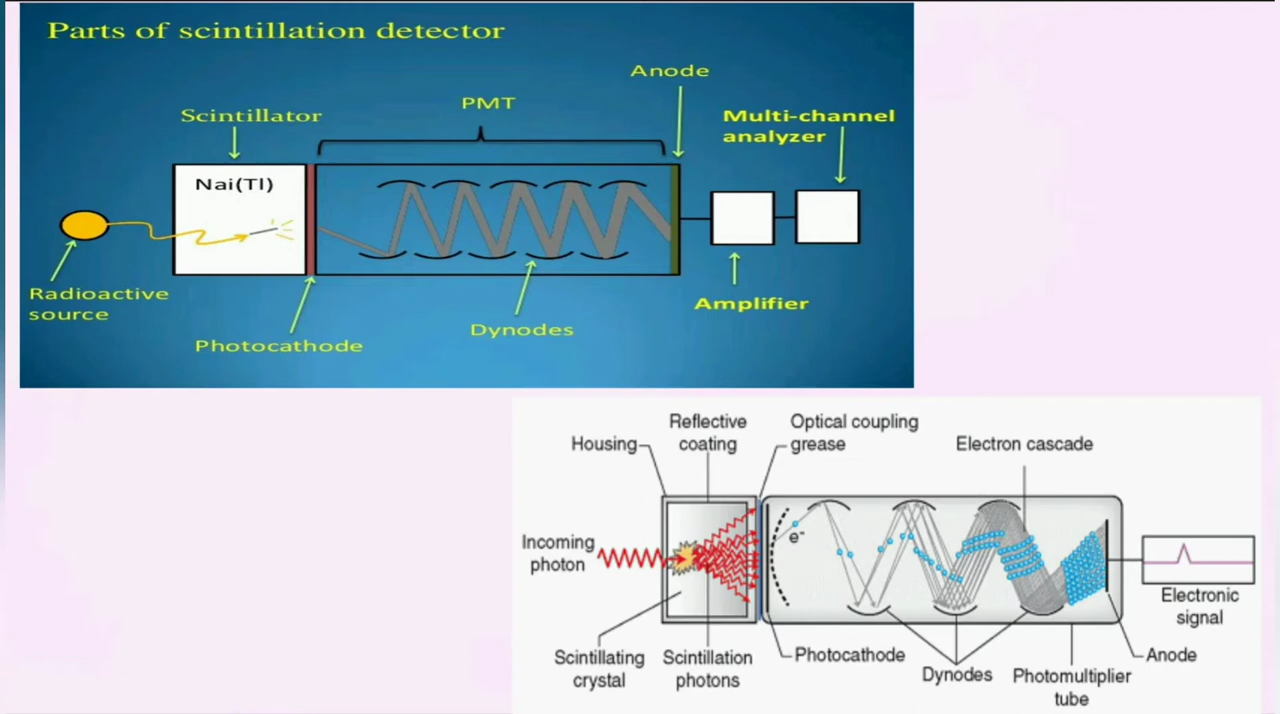 Parts of scintillation detector
Anode
PMT
Scintillator
Multi-channel
analyzer
Nai(Tl)
Radioactive
source
Amplifier
Dynodes
Photocathode
Reflective
coating
Optical coupling
grease
Housing
Electron cascade
Incoming
photon
e-
Electronic
signal
Scintillating
crystal
Scintillation
photons
Photocathode
Dynodes
Photomultiplier
tube
Anode